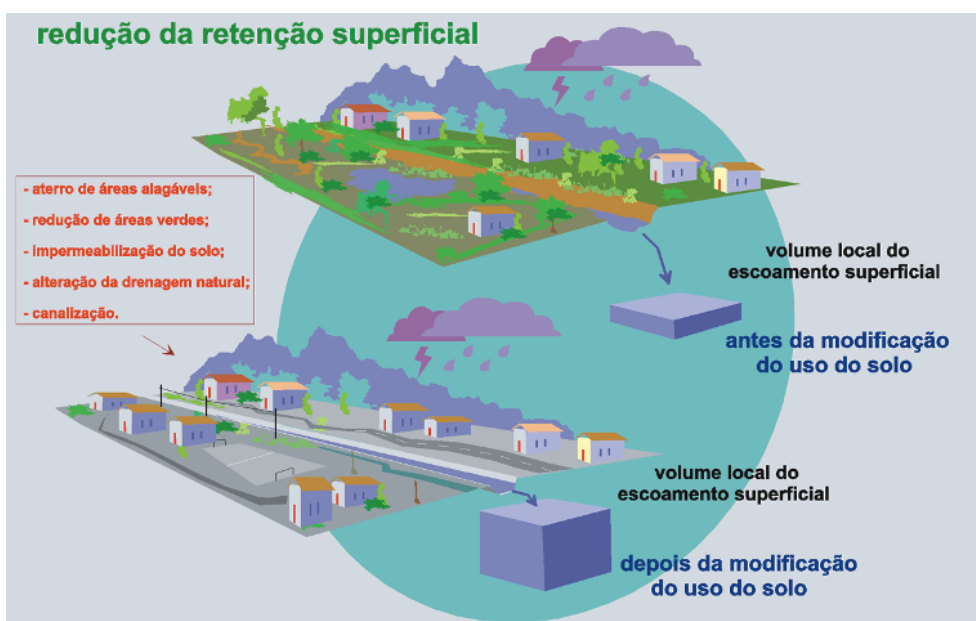 redução da retenção superficial
- aterro de áreas alagáveis;
- redução de áreas verdes;
- impermeabilização do solo;
- alteração da drenagem natural;
- canalização.
volume local do
escoamento superficial
antes da modificação
do uso do solo
volume local do
escoamento superficial
depois da modificação
do uso do solo